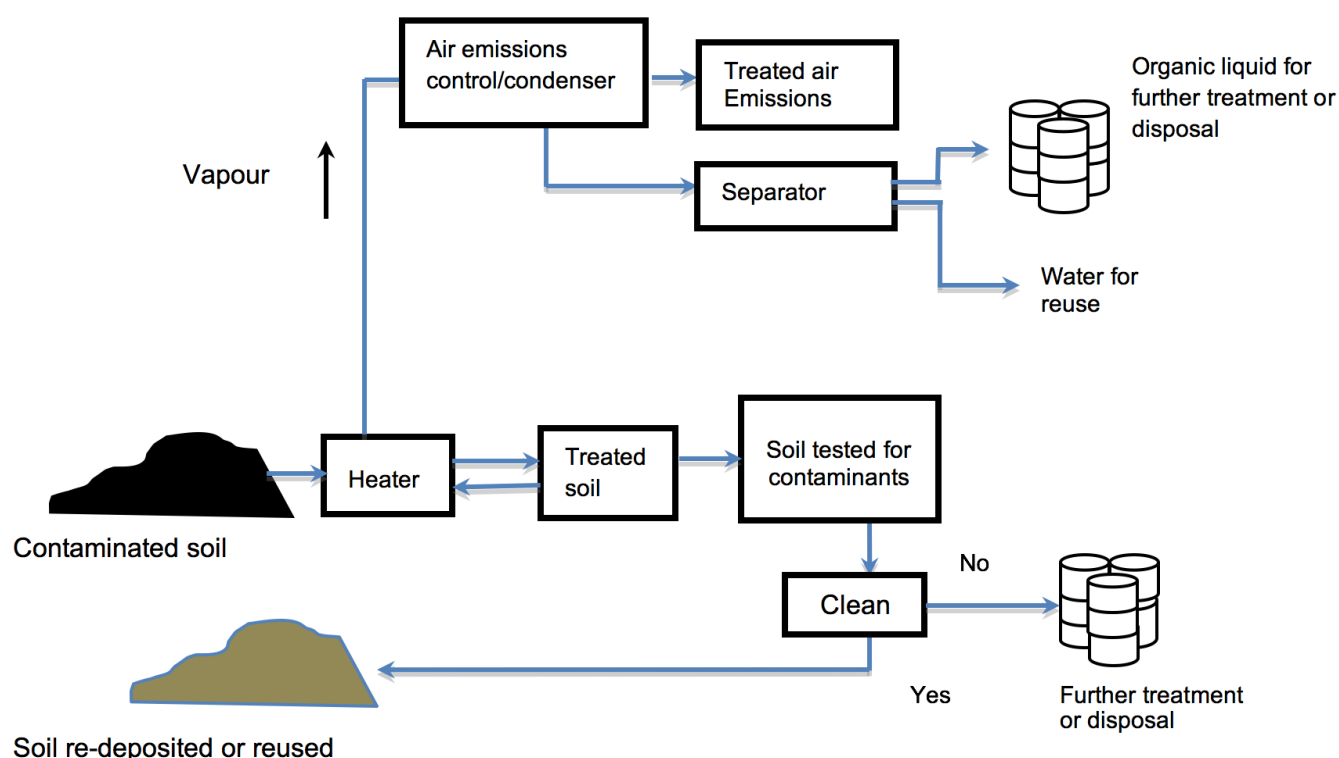 Air emissions
control/condenser
Treated air
Emissions
Organic liquid for
further treatment or
disposal
Vapour
Separator
Water for
reuse
Contaminated soil
Heater
Treated
soil
Soil tested for
contaminants
Clean
No
Yes
Further treatment
or disposal
Soil re-deposited or reused